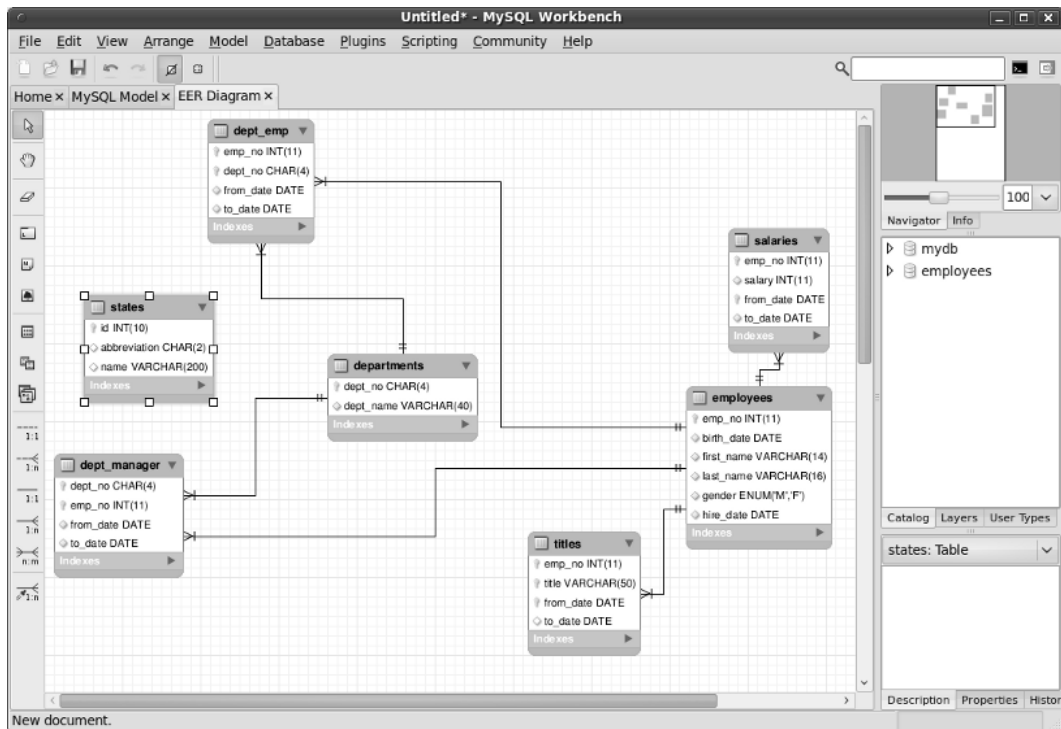 Untitled* - MySQL Workbench
File Edit View Arrange Model Database Plugins Scripting Community Help
Home MySQL Model EER Diagram
100
Navigator Info
mydb
employees
Catalog Layers User Types
states: Table
Description Properties Histor
1:1
1:n
1:1
1:n
n:m
1:n
dept_emp
emp_no INT(11)
dept_no CHAR(4)
from_date DATE
to_date DATE
Indexes
salaries
emp_no INT(11)
salary INT(11)
from_date DATE
to_date DATE
Indexes
states
id INT(10)
abbreviation CHAR(2)
name VARCHAR(200)
Indexes
departments
dept_no CHAR(4)
dept_name VARCHAR(40)
Indexes
employees
emp_no INT(11)
birth_date DATE
first_name VARCHAR(14)
last_name VARCHAR(16)
gender ENUM('M','F')
hire_date DATE
Indexes
dept_manager
dept_no CHAR(4)
emp_no INT(11)
from_date DATE
to_date DATE
Indexes
titles
emp_no INT(11)
title VARCHAR(50)
from_date DATE
to_date DATE
Indexes
New document.